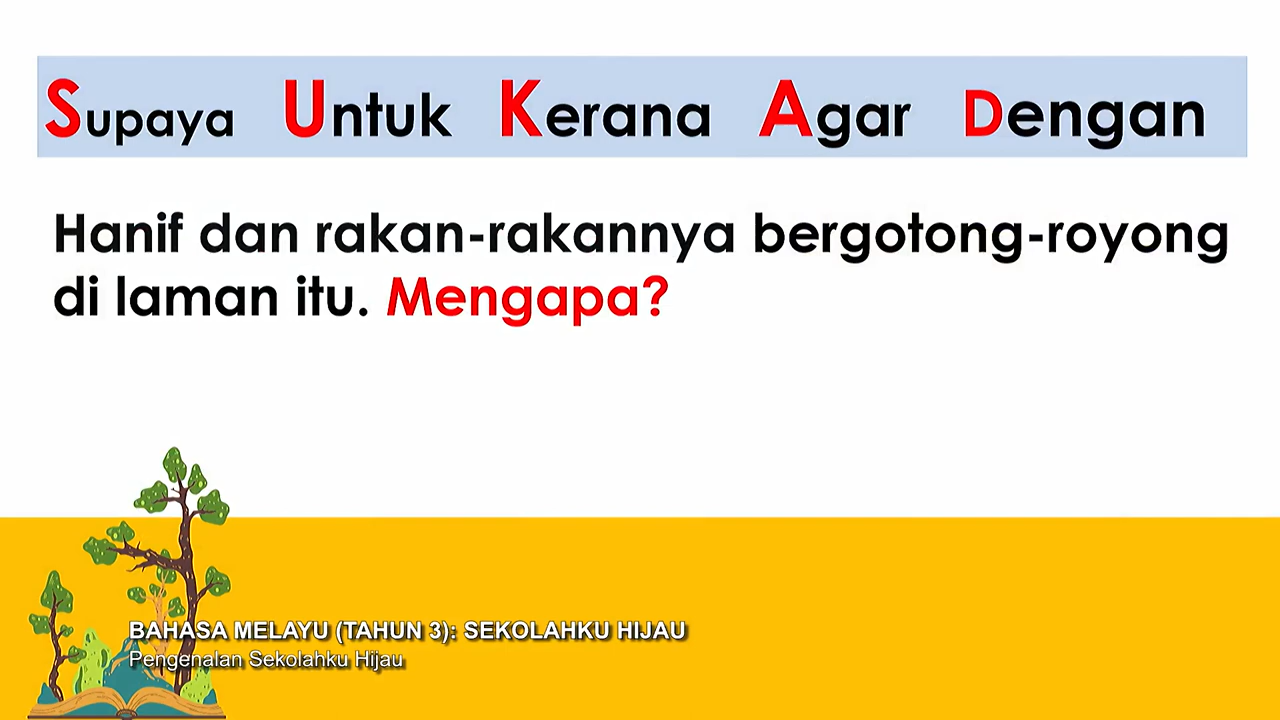 Supaya Untuk Kerana Agar Dengan
Hanif dan rakan-rakannya bergotong-royong
di laman itu. Mengapa?
BAHASA MELAYU (TAHUN 3): SEKOLAHKU HIJAU
Pengenalan Sekolahku Hijau